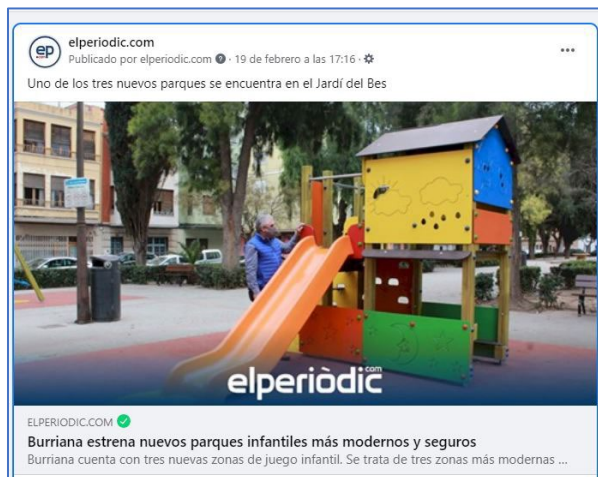 ep
.com
elperiodic.com
Publicado por elperiodic.com · 19 de febrero a las 17:16 ·
Uno de los tres nuevos parques se encuentra en el Jardí del Bes
elperiòdic.com
ELPERIODIC.COM
Burriana estrena nuevos parques infantiles más modernos y seguros
Burriana cuenta con tres nuevas zonas de juego infantil. Se trata de tres zonas más modernas ...